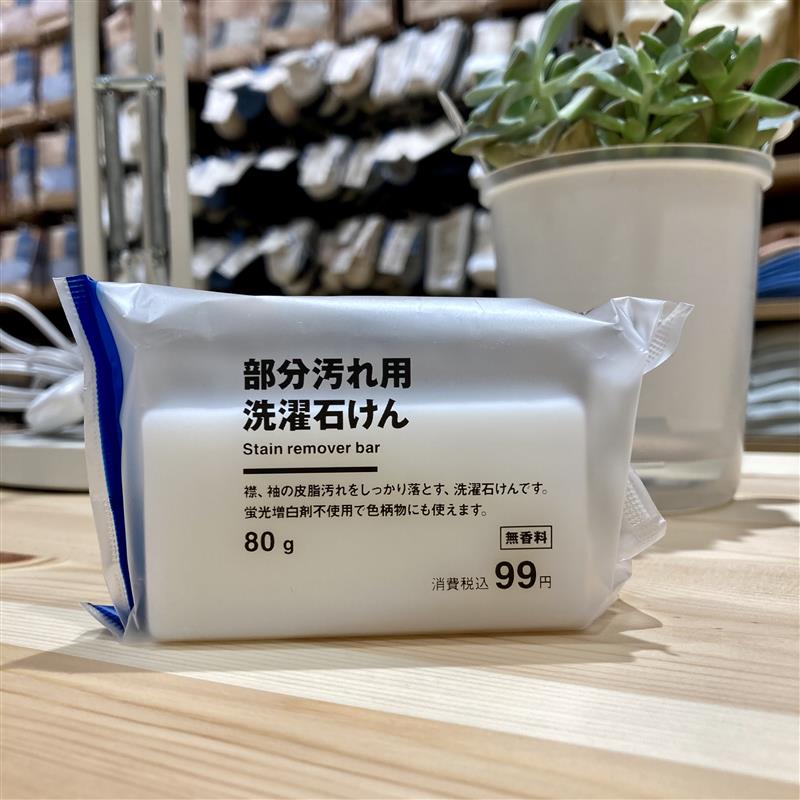 部分汚れ用
洗濯石けん
Stain remover bar
襟、袖の皮脂汚れをしっかり落とす、洗濯石けんです。
蛍光増白剤不使用で色柄物にも使えます。
80 g
無香料
消費税込 99円